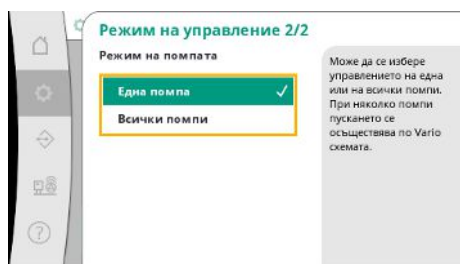 Режим на управление 2/2
Режим на помпата
Една помпа
Всички помпи
Може да се избере
управлението на една
или на всички помпи.
При няколко помпи
пускането се
осъществява по Vario
схемата.